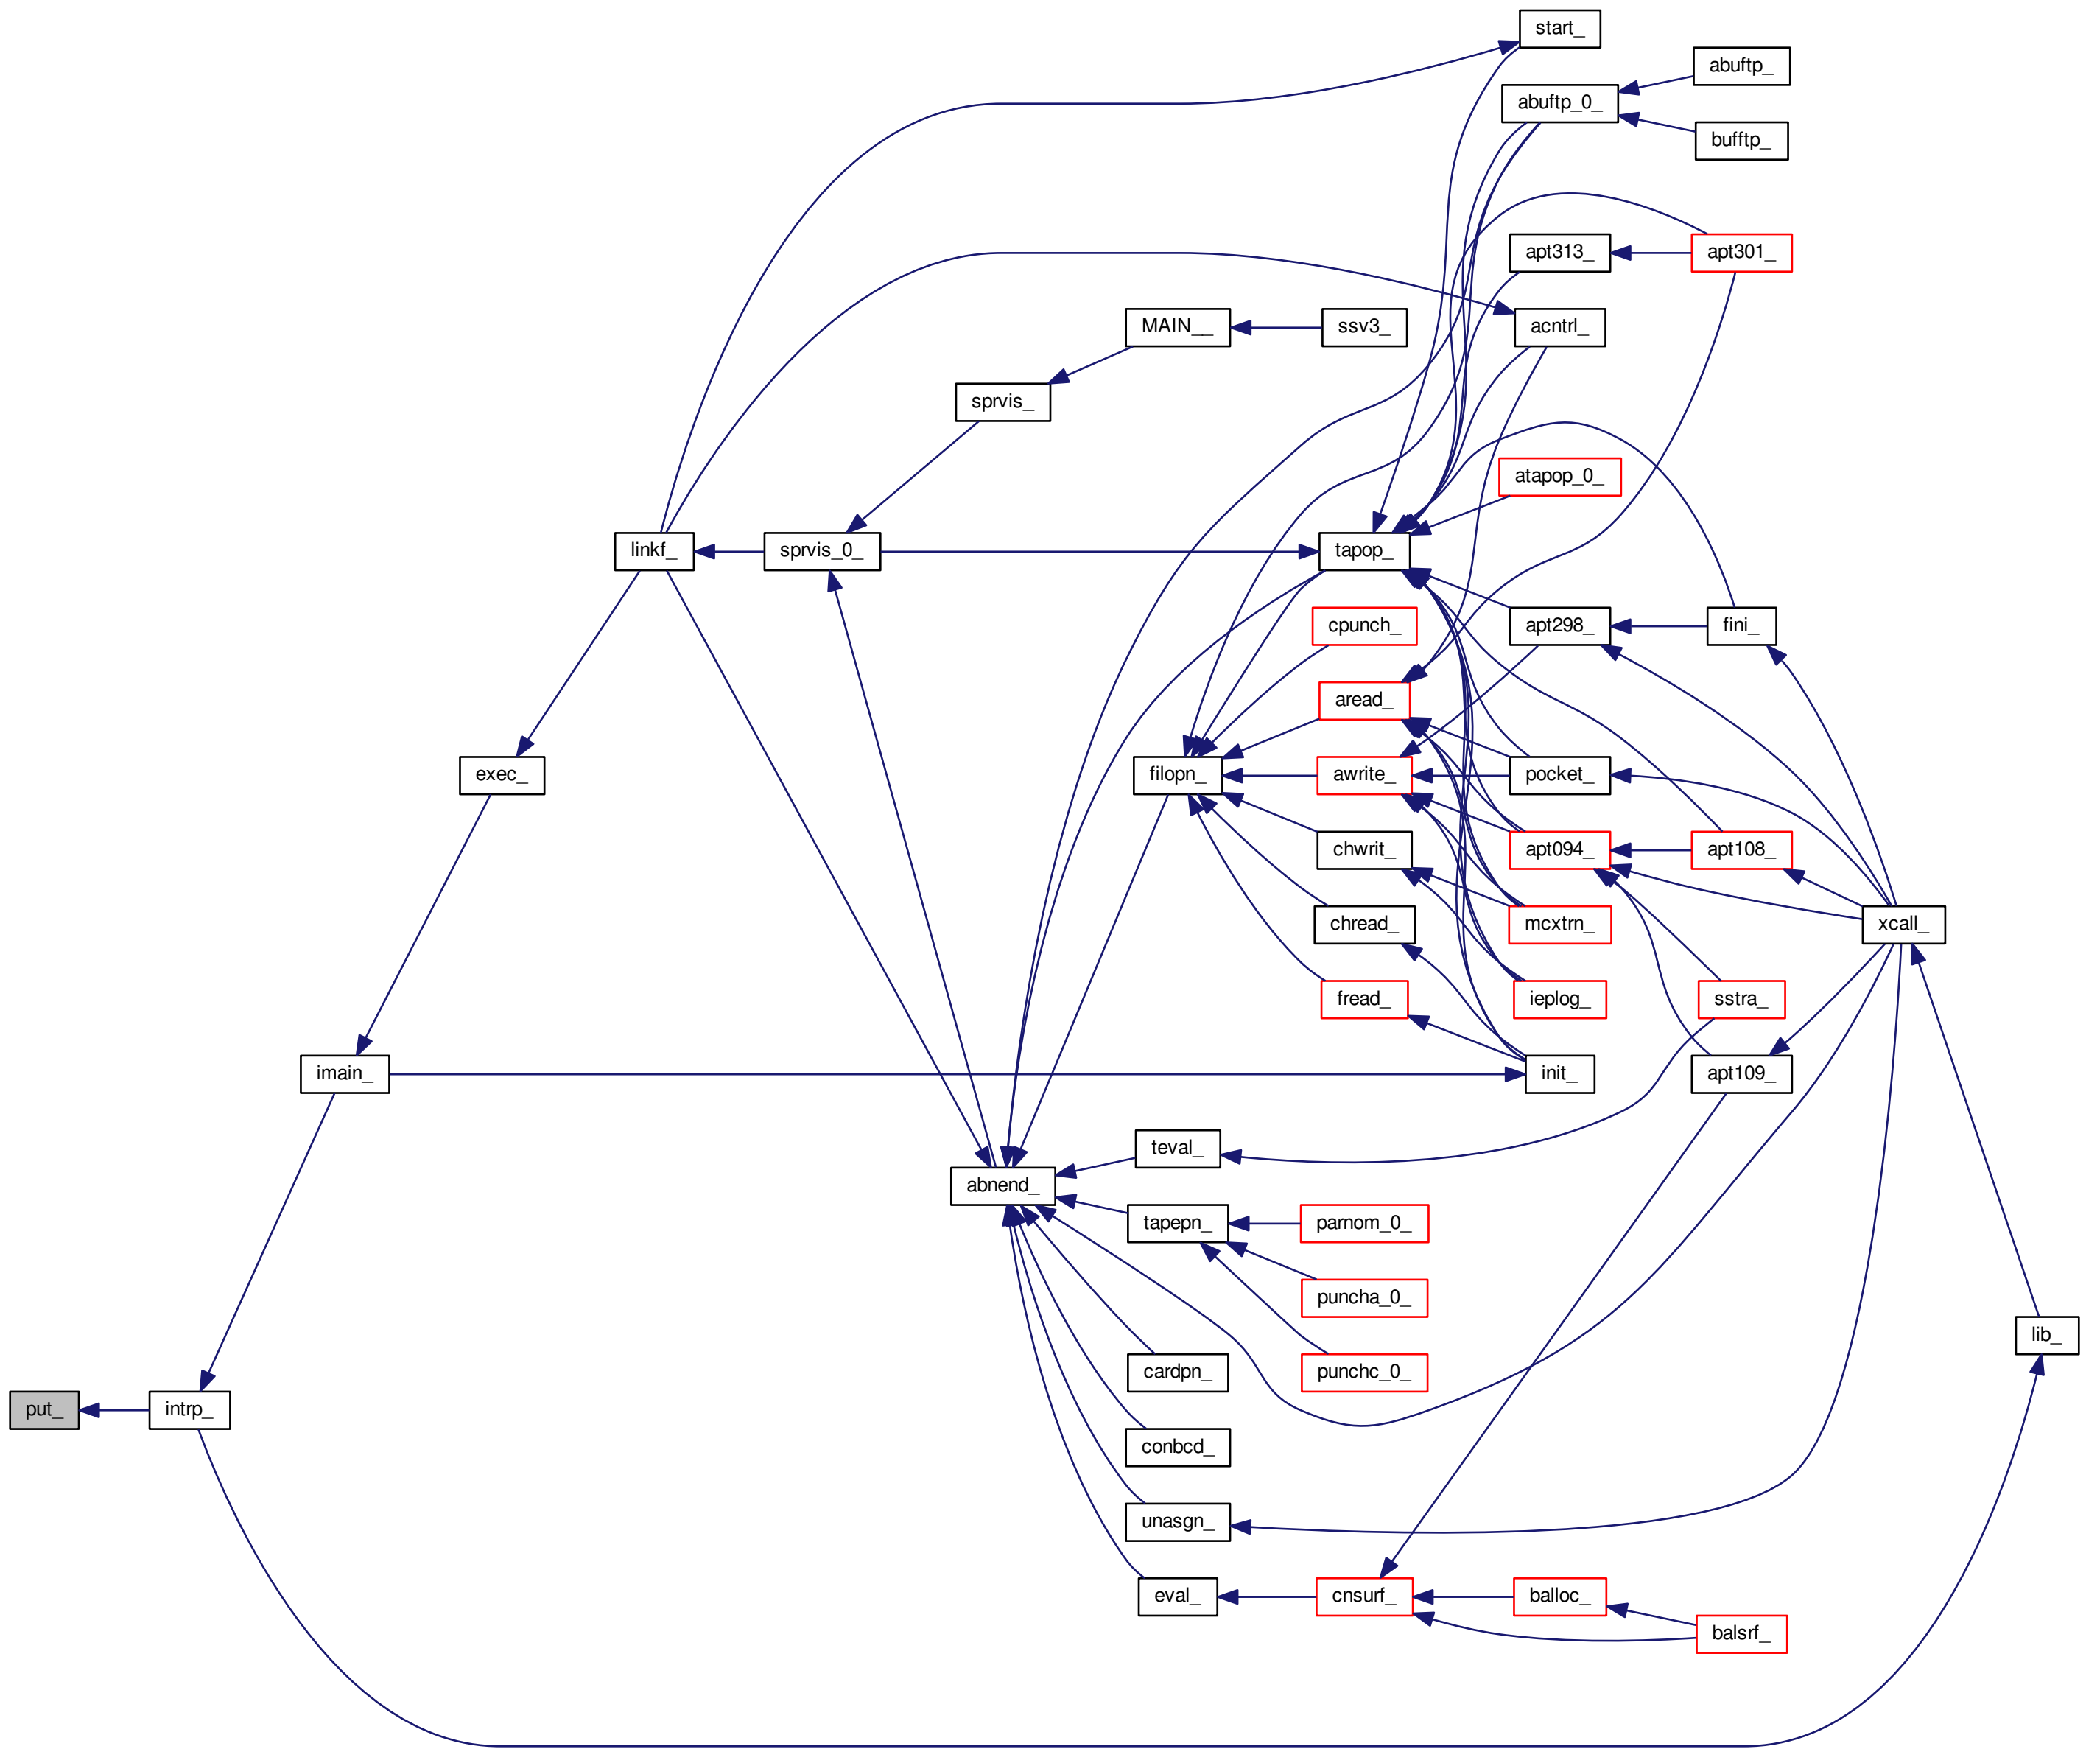 start_
abuftp_
abuftp_0_
bufftp_
apt313_
apt301_
MAIN__
ssv3_
acntrl_
sprvis_
atapop_0_
linkf_
sprvis_0_
tapop_
cpunch_
apt298_
fini_
aread_
exec_
filopn_
awrite_
pocket_
chwrit_
apt094_
apt108_
chread_
mcxtrn_
xcall_
fread_
ieplog_
sstra_
imain_
init_
apt109_
teval_
abnend_
tapepn_
parnom_0_
puncha_0_
lib_
cardpn_
punchc_0_
put_
intrp_
conbcd_
unasgn_
eval_
cnsurf_
balloc_
balsrf_